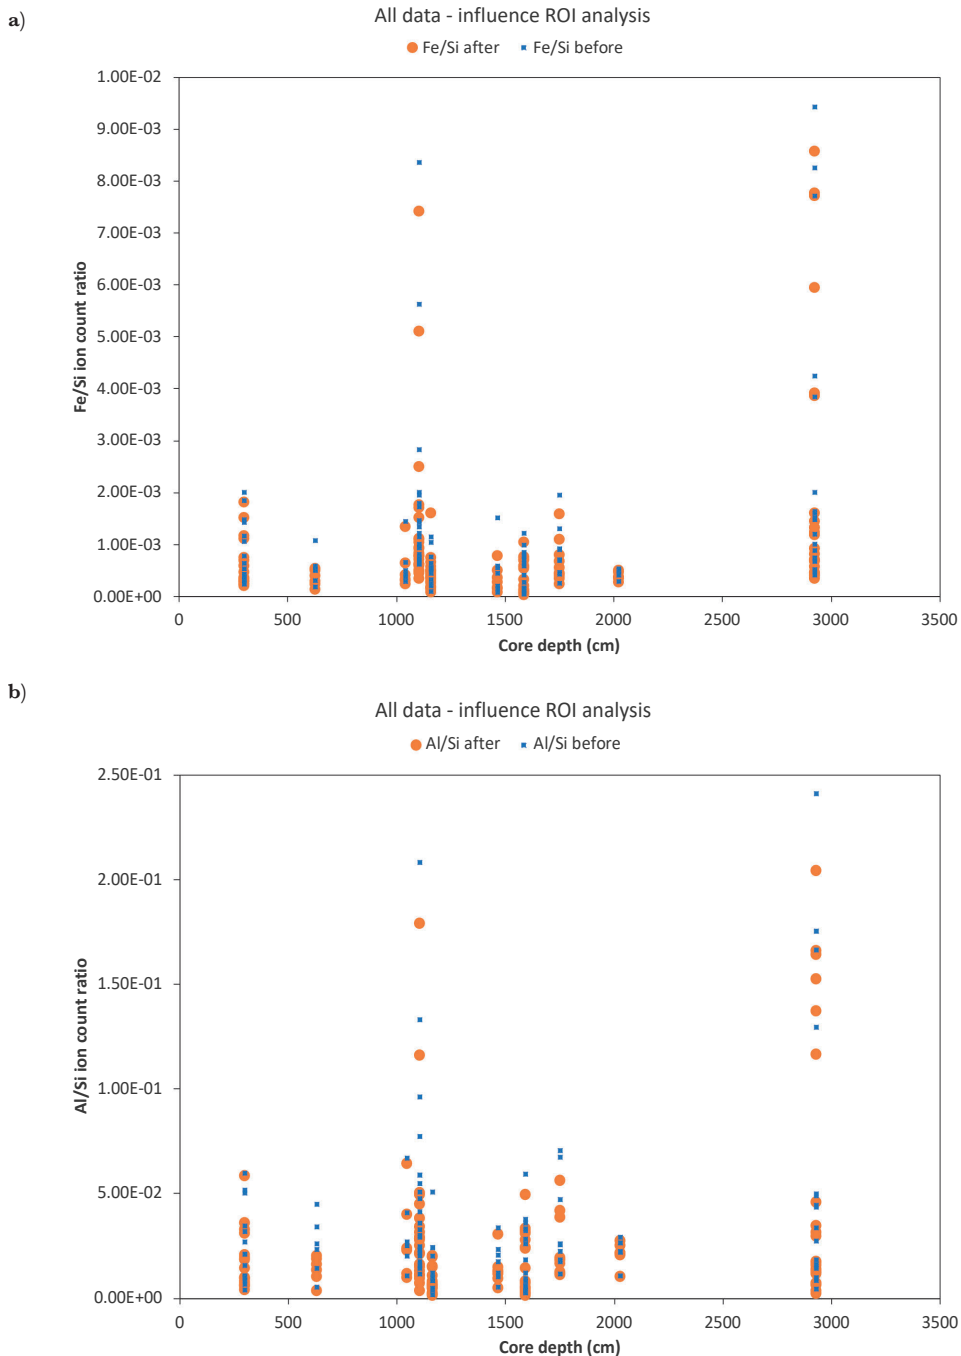 a)
All data - influence ROI analysis
Fe/Si after Fe/Si before
1.00E-02
9.00E-03
8.00E-03
7.00E-03
6.00E-03
5.00E-03
4.00E-03
3.00E-03
2.00E-03
1.00E-03
0.00E+00
Fe/Si ion count ratio
0 500 1000 1500 2000 2500 3000 3500
Core depth (cm)
b)
All data - influence ROI analysis
Al/Si after Al/Si before
2.50E-01
2.00E-01
1.50E-01
1.00E-01
5.00E-02
0.00E+00
Al/Si ion count ratio
0 500 1000 1500 2000 2500 3000 3500
Core depth (cm)